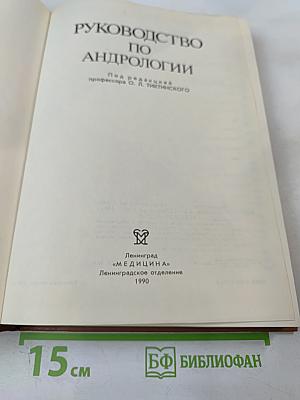 РУКОВОДСТВО
ПО
АНДРОЛОГИИ
Под редакцией
профессора О. Л. ТИКТИНСКОГО
Ленинград
«МЕДИЦИНА»
Ленинградское отделение
1990
15 см
БФ БИБЛИОФАН